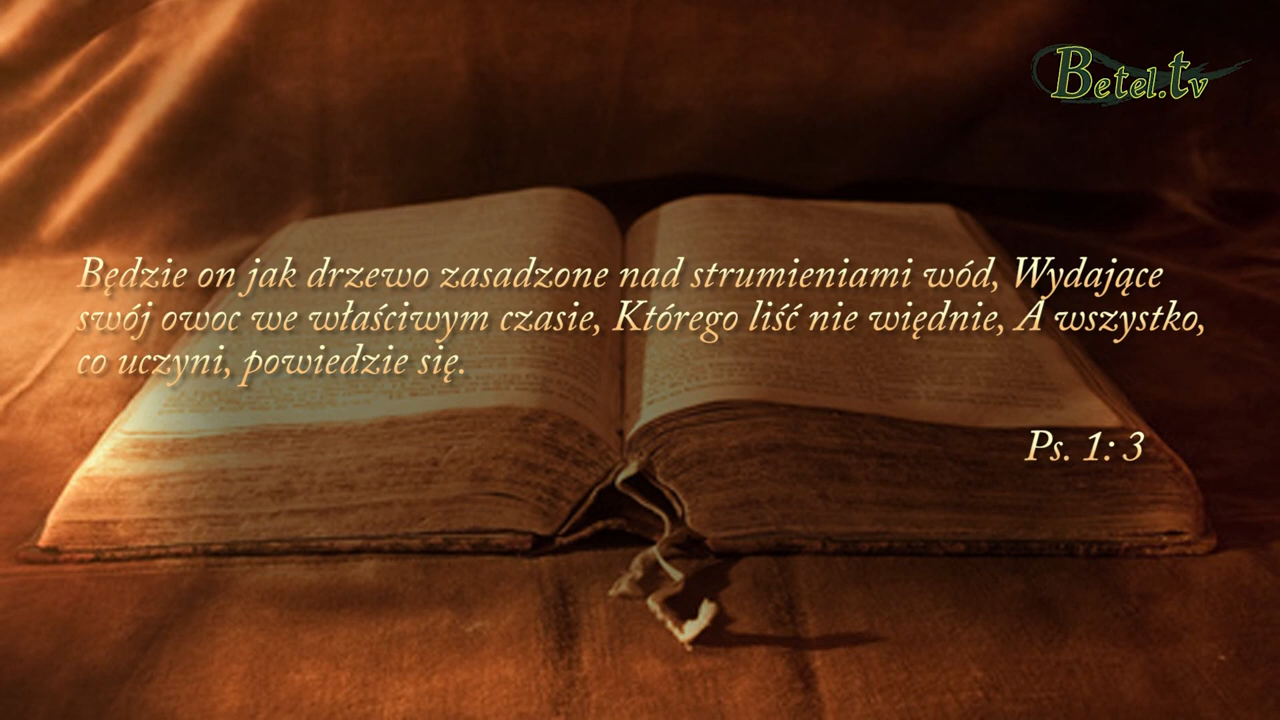 Betel.tv
Będzie on jak drzewo zasadzone nad strumieniami wód, Wydające
swój owoc we właściwym czasie, Którego liść nie więdnie, A wszystko,
co uczyni, powiedzie się.
Ps. 1: 3